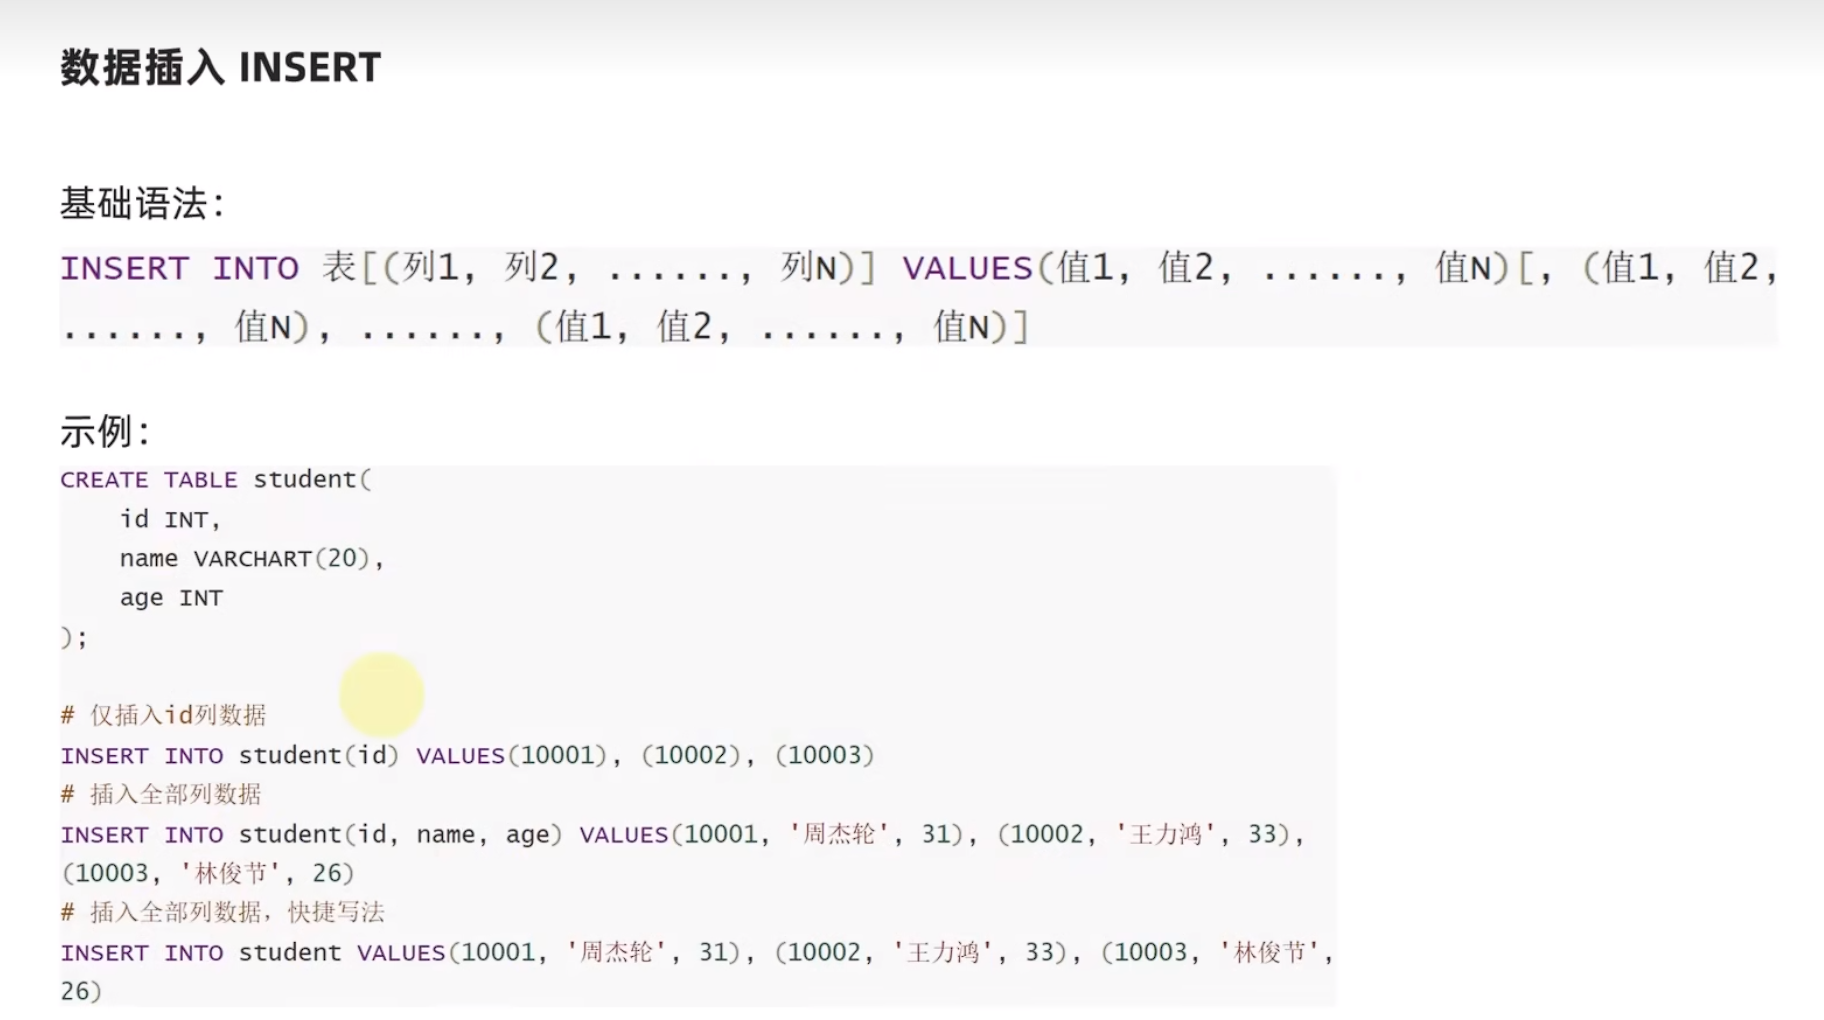 数据插入 INSERT
基础语法：
INSERT INTO 表[(列1, 列2, ......, 列N)] VALUES(值1, 值2, ......, 值N)[, (值1, 值2,
......, 值N), ......, (值1, 值2, ......, 值N)]
示例：
CREATE TABLE student(
    id INT,
    name VARCHART(20),
    age INT
);
# 仅插入id列数据
INSERT INTO student(id) VALUES(10001), (10002), (10003)
# 插入全部列数据
INSERT INTO student(id, name, age) VALUES(10001, '周杰轮', 31), (10002, '王力鸿', 33),
(10003, '林俊节', 26)
# 插入全部列数据，快捷写法
INSERT INTO student VALUES(10001, '周杰轮', 31), (10002, '王力鸿', 33), (10003, '林俊节',
26)